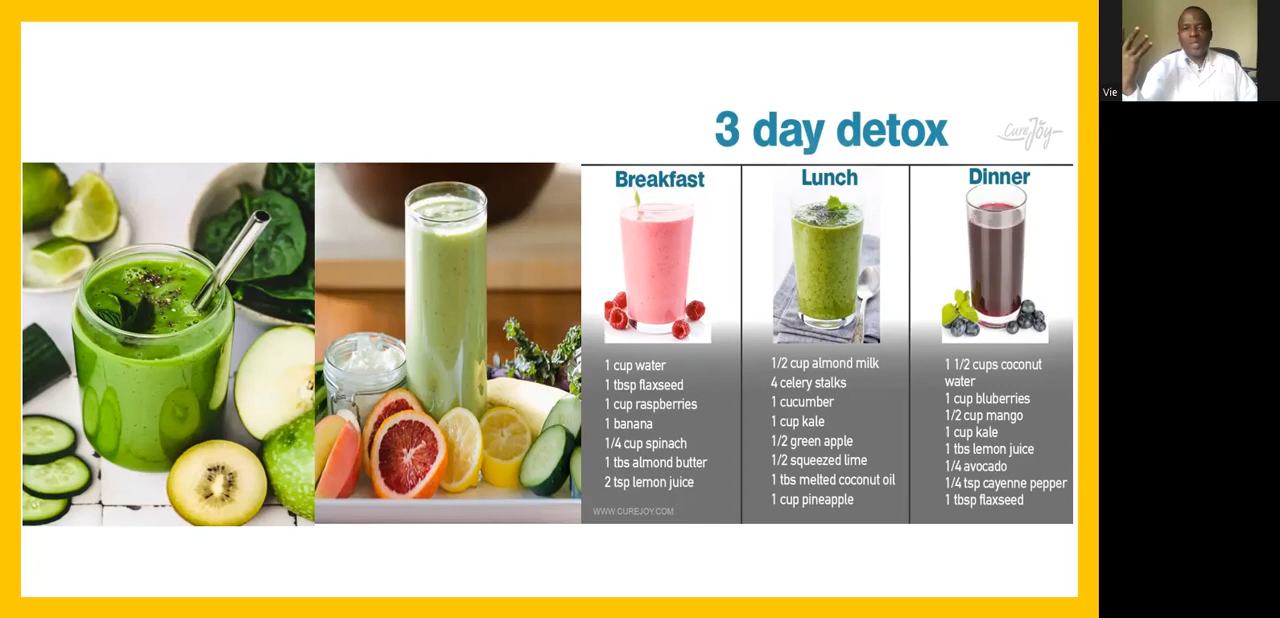 3 day detox
CureJoy
Breakfast
1 cup water
1 tbsp flaxseed
1 cup raspberries
1 banana
1/4 cup spinach
1 tbs almond butter
2 tsp lemon juice
WWW.CUREJOY.COM
Lunch
1/2 cup almond milk
4 celery stalks
1 cucumber
1 cup kale
1/2 green apple
1/2 squeezed lime
1 tbs melted coconut oil
1 cup pineapple
Dinner
1 1/2 cups coconut
water
1 cup bluberries
1/2 cup mango
1 cup kale
1 tbs lemon juice
1/4 avocado
1/4 tsp cayenne pepper
1 tbsp flaxseed
Vie